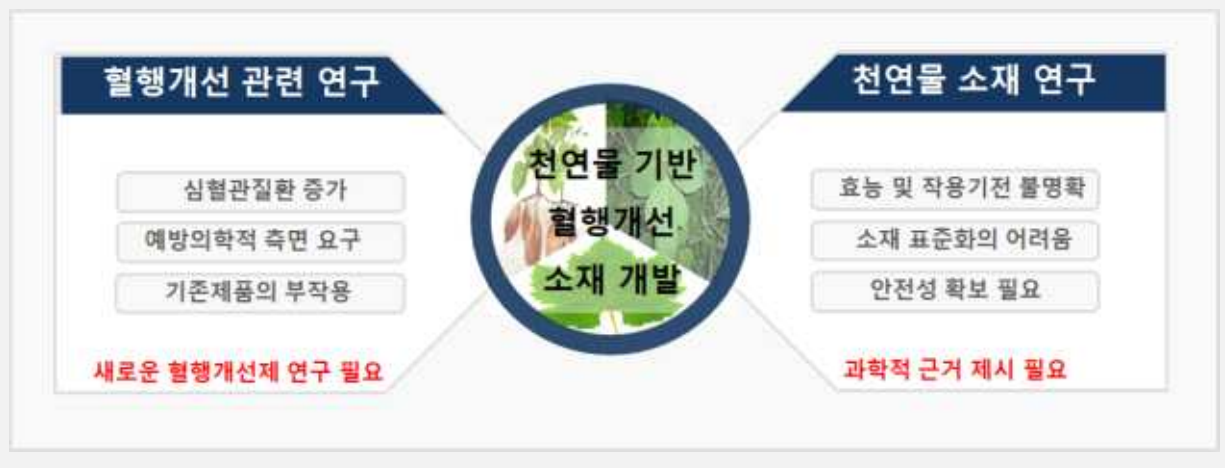 혈행개선 관련 연구
심혈관질환 증가
예방의학적 측면 요구
기존제품의 부작용
새로운 혈행개선제 연구 필요
천연물 기반
혈행개선
소재 개발
천연물 소재 연구
효능 및 작용기전 불명확
소재 표준화의 어려움
안전성 확보 필요
과학적 근거 제시 필요